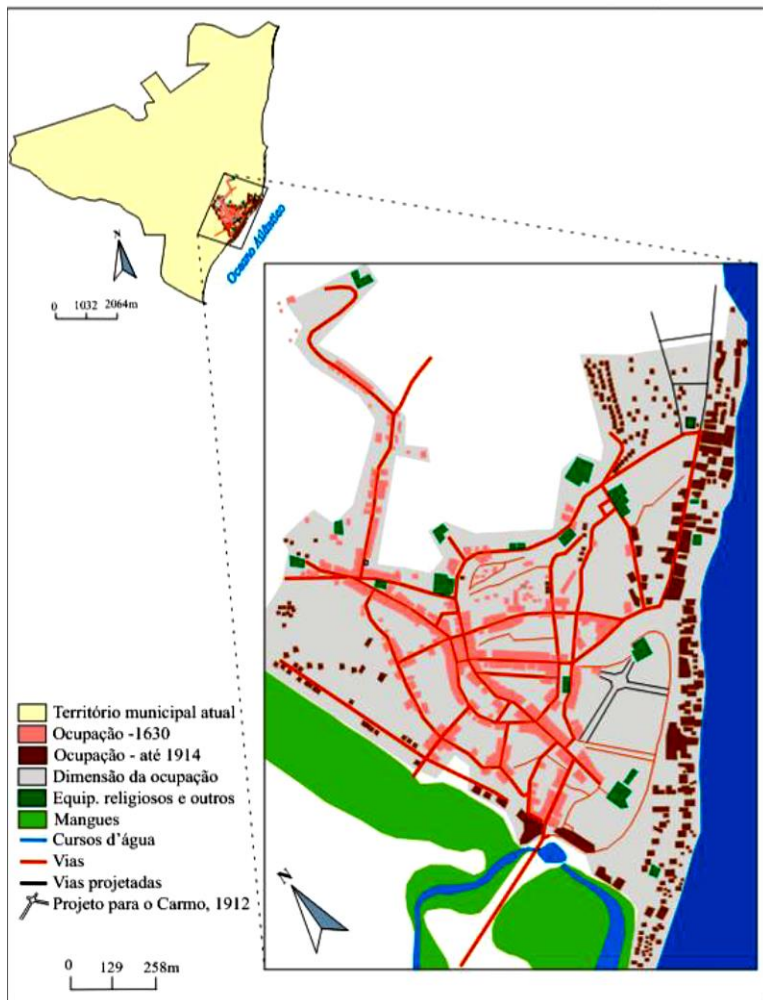 N
Oceano Atlântico
0 1032 2064m
Território municipal atual
Ocupação -1630
Ocupação - até 1914
Dimensão da ocupação
Equip. religiosos e outros
Mangues
Cursos d'água
Vias
Vias projetadas
Projeto para o Carmo, 1912
N
0 129 258m